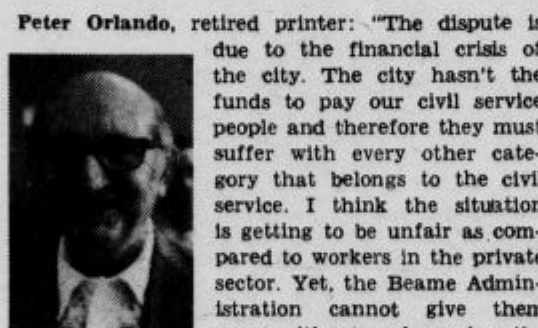 Peter Orlando, retired printer: "The dispute is
due to the financial crisis of
the city. The city hasn't the
funds to pay our civil service
people and therefore they must
suffer with every other cate-
gory that belongs to the civil
service. I think the situation
is getting to be unfair as com-
pared to workers in the private
sector. Yet, the Beame Admin-
istration cannot give them